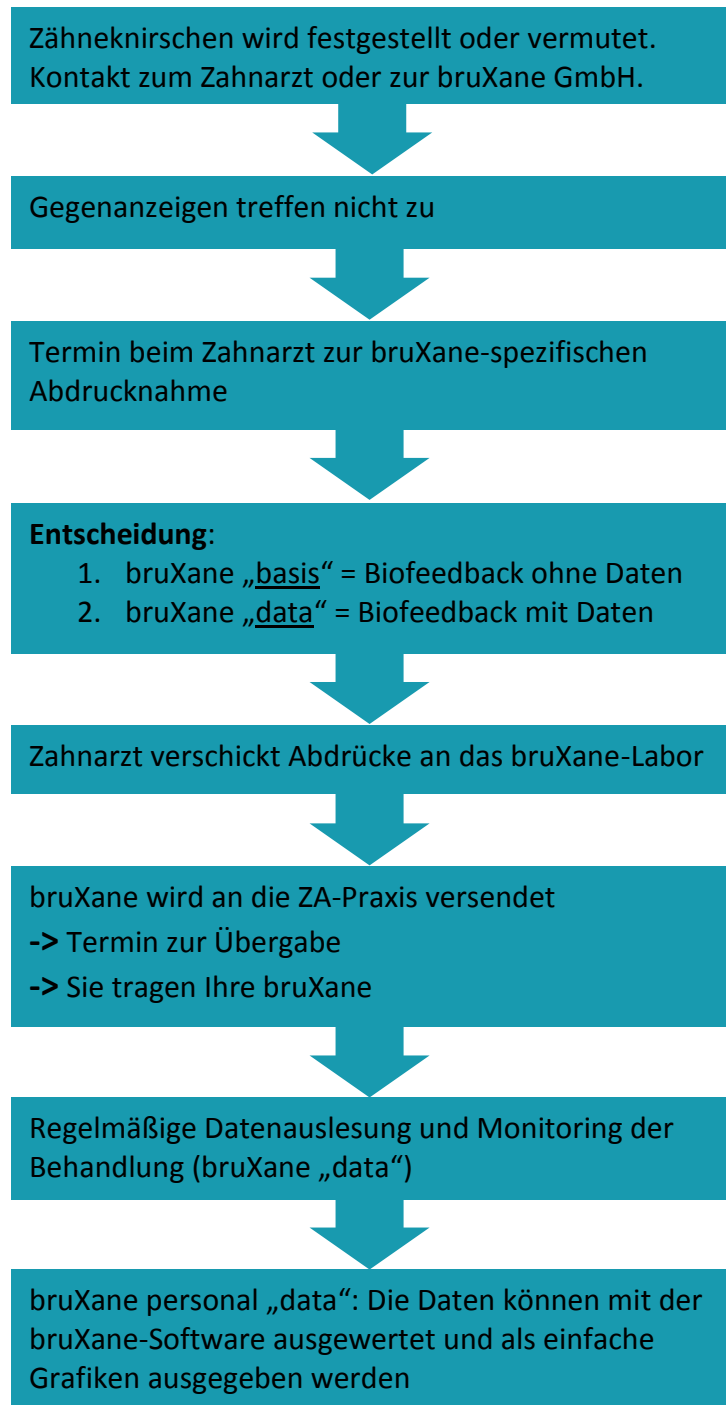 Zähneknirschen wird festgestellt oder vermutet.
Kontakt zum Zahnarzt oder zur bruXane GmbH.
Gegenanzeigen treffen nicht zu
Termin beim Zahnarzt zur bruXane-spezifischen
Abdrucknahme
Entscheidung:
1. bruXane „basis“ = Biofeedback ohne Daten
2. bruXane „data“ = Biofeedback mit Daten
Zahnarzt verschickt Abdrücke an das bruXane-Labor
bruXane wird an die ZA-Praxis versendet
-> Termin zur Übergabe
-> Sie tragen Ihre bruXane
Regelmäßige Datenauslesung und Monitoring der
Behandlung (bruXane „data“)
bruXane personal „data“: Die Daten können mit der
bruXane-Software ausgewertet und als einfache
Grafiken ausgegeben werden